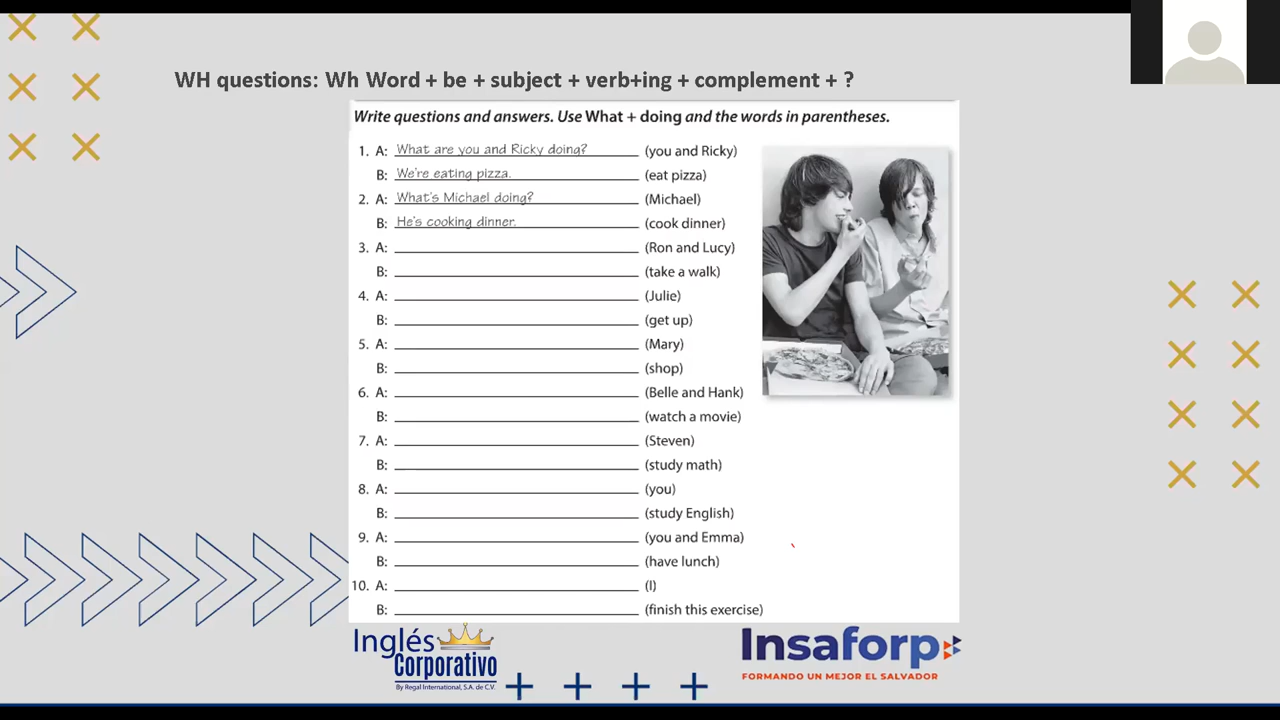 WH questions: Wh Word + be + subject + verb+ing + complement + ?
Write questions and answers. Use What + doing and the words in parentheses.
1. A: What are you and Ricky doing? (you and Ricky)
B: We're eating pizza. (eat pizza)
2. A: What's Michael doing? (Michael)
B: He's cooking dinner. (cook dinner)
3. A: (Ron and Lucy)
B: (take a walk)
4. A: (Julie)
B: (get up)
5. A: (Mary)
B: (shop)
6. A: (Belle and Hank)
B: (watch a movie)
7. A: (Steven)
B: (study math)
8. A: (you)
B: (study English)
9. A: (you and Emma)
B: (have lunch)
10. A: (I)
B: (finish this exercise)
Inglés
Corporativo
By Regal International, S.A. de C.V.
Insaforp
FORMANDO UN MEJOR EL SALVADOR